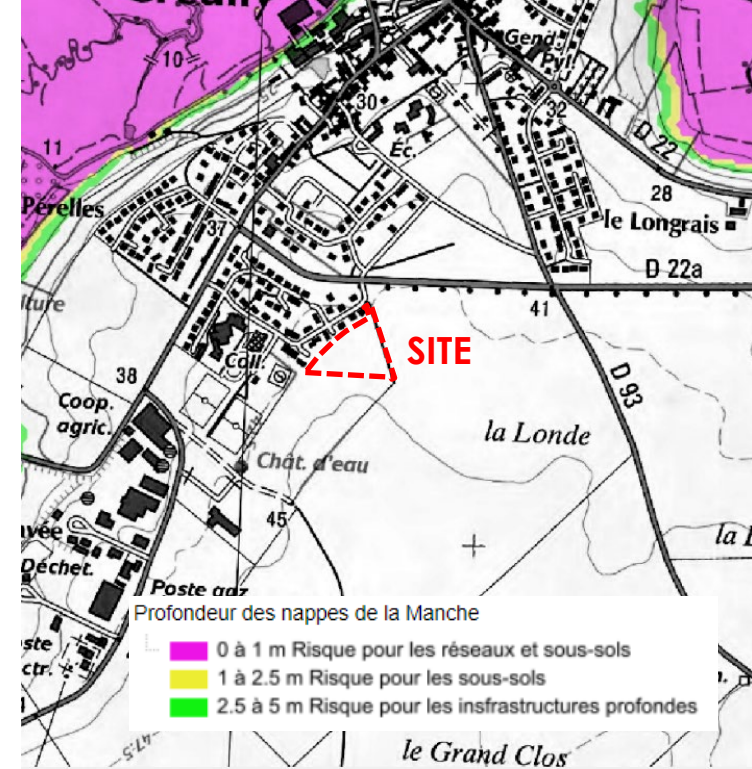 Gend.
Pyl.
10
30
32
D 22
11
Éc.
28
Pérelles
le Longrais
37
D 22a
41
SITE
Coll.
38
D 93
Coop.
agric.
la Londe
Chât. d'eau
45
Déchet.
Poste gaz
Profondeur des nappes de la Manche
0 à 1 m Risque pour les réseaux et sous-sols
1 à 2.5 m Risque pour les sous-sols
2.5 à 5 m Risque pour les insfrastructures profondes
47.5
le Grand Clos